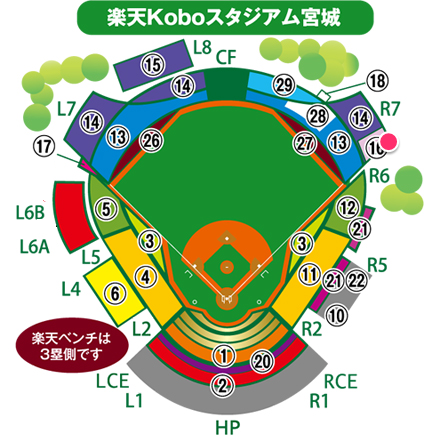 楽天Koboスタジアム宮城
L8
CF
⑮
⑭
㉙
⑱
L7
R7
⑭
⑬
㉖
㉗
㉘
⑬
⑭
⑰
R6
L6B
L6A
⑤
③
③
⑫
㉑
L5
R5
L4
⑥
④
⑪
㉑
㉒
⑩
L2
R2
楽天ベンチは
3塁側です
①
⑳
②
LCE
RCE
L1
R1
HP